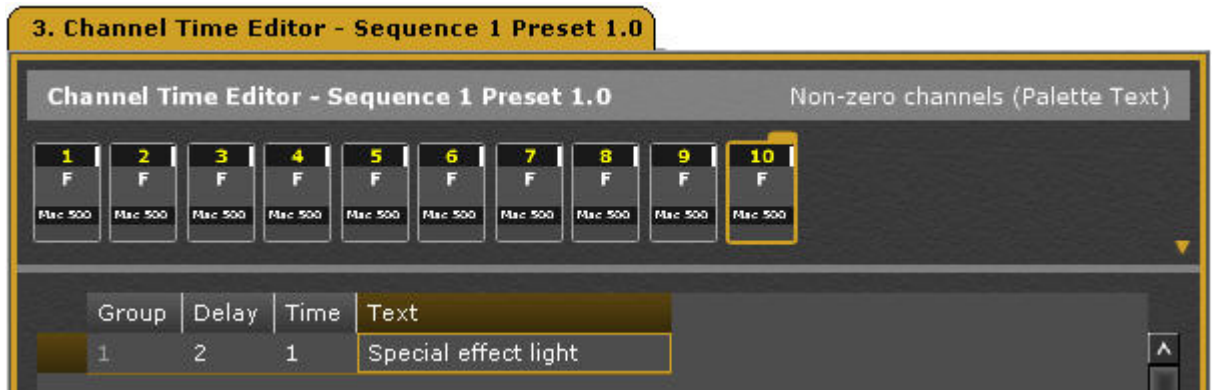 3. Channel Time Editor - Sequence 1 Preset 1.0
Channel Time Editor - Sequence 1 Preset 1.0 Non-zero channels (Palette Text)
1 2 3 4 5 6 7 8 9 10
F F F F F F F F F F
Mac 500 Mac 500 Mac 500 Mac 500 Mac 500 Mac 500 Mac 500 Mac 500 Mac 500 Mac 500
Group Delay Time Text
1 2 1 Special effect light